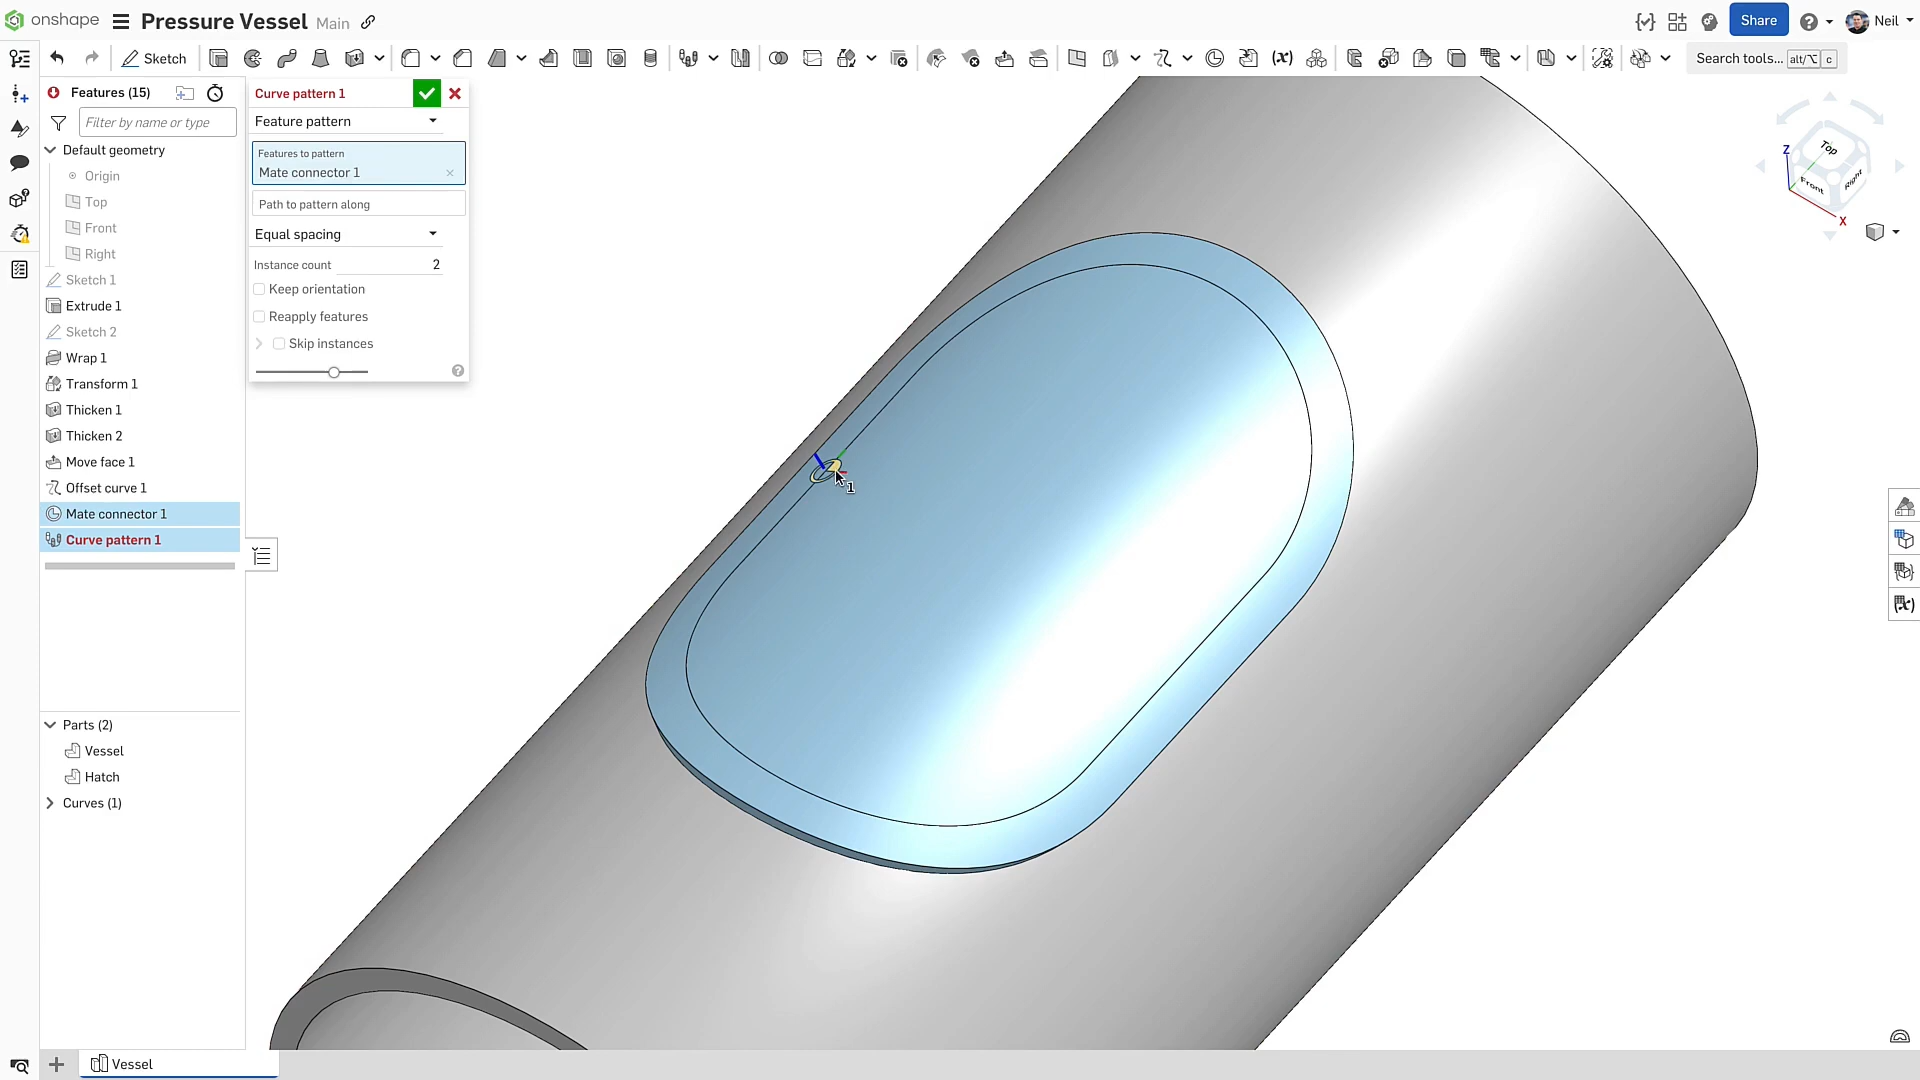 onshape
Pressure Vessel Main
Share
Neil
Sketch
Search tools... alt/⌥ c
Features (15)
Filter by name or type
Default geometry
Origin
Top
Front
Right
Sketch 1
Extrude 1
Sketch 2
Wrap 1
Transform 1
Thicken 1
Thicken 2
Move face 1
Offset curve 1
Mate connector 1
Curve pattern 1
Parts (2)
Vessel
Hatch
Curves (1)
Curve pattern 1
Feature pattern
Features to pattern
Mate connector 1
Path to pattern along
Equal spacing
Instance count 2
Keep orientation
Reapply features
Skip instances
1
Z
Top
Front
Right
X
Vessel